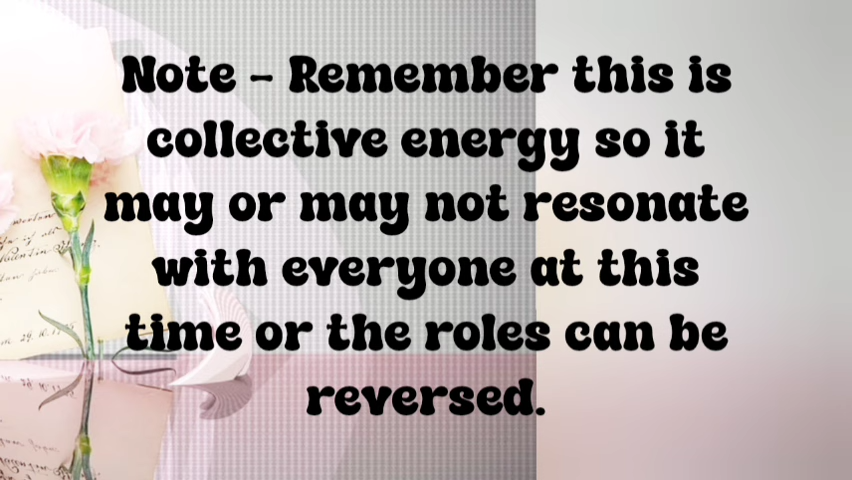 Note - Remember this is
collective energy so it
may or may not resonate
with everyone at this
time or the roles can be
reversed.